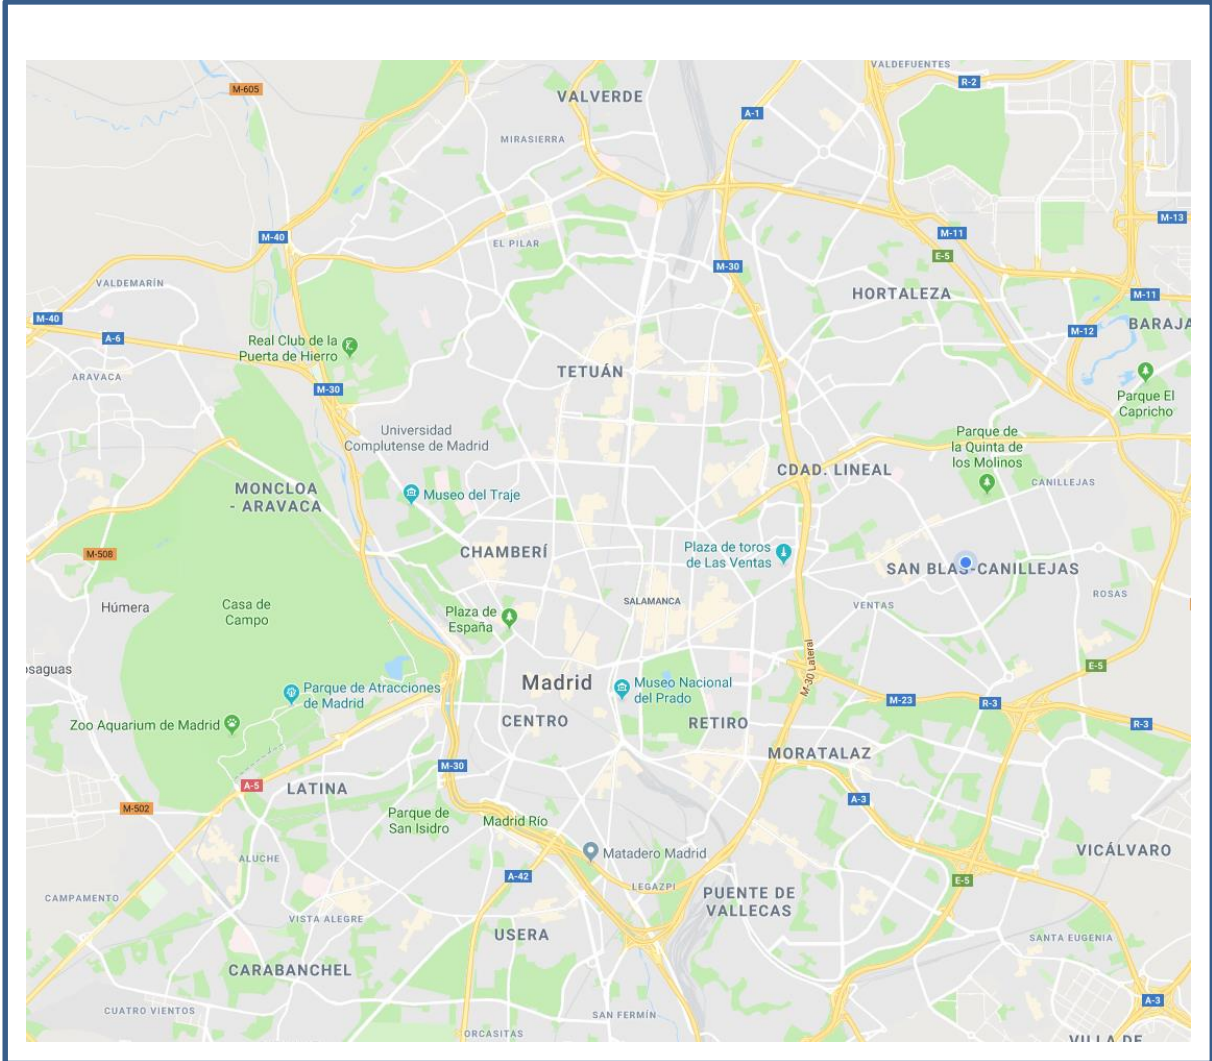 VALDEFUENTES
R-2
M-605
VALVERDE
A-1
MIRASIERRA
M-13
M-40
M-11
EL PILAR
E-5
M-30
VALDEMARÍN
HORTALEZA
M-11
M-40
BARAJA
M-12
A-6
Real Club de la
Puerta de Hierro
TETUÁN
ARAVACA
M-30
Parque El
Capricho
Universidad
Complutense de Madrid
Parque de
la Quinta de
los Molinos
CDAD. LINEAL
CANILLEJAS
MONCLOA
- ARAVACA
Museo del Traje
CHAMBERÍ
Plaza de toros
de Las Ventas
M-508
SAN BLAS-CANILLEJAS
ROSAS
Húmera
Casa de
Campo
SALAMANCA
VENTAS
Plaza de
España
M-30 Lateral
osaguas
E-5
Madrid
Museo Nacional
del Prado
Parque de Atracciones
de Madrid
M-23
R-3
R-3
Zoo Aquarium de Madrid
CENTRO
RETIRO
MORATALAZ
M-30
A-5
LATINA
A-3
M-502
Parque de
San Isidro
Madrid Río
Matadero Madrid
VICÁLVARO
ALUCHE
A-42
LEGAZPI
E-5
CAMPAMENTO
PUENTE DE
VALLECAS
VISTA ALEGRE
USERA
SANTA EUGENIA
CARABANCHEL
A-3
CUATRO VIENTOS
SAN FERMÍN
ORCASITAS
VILLA DE